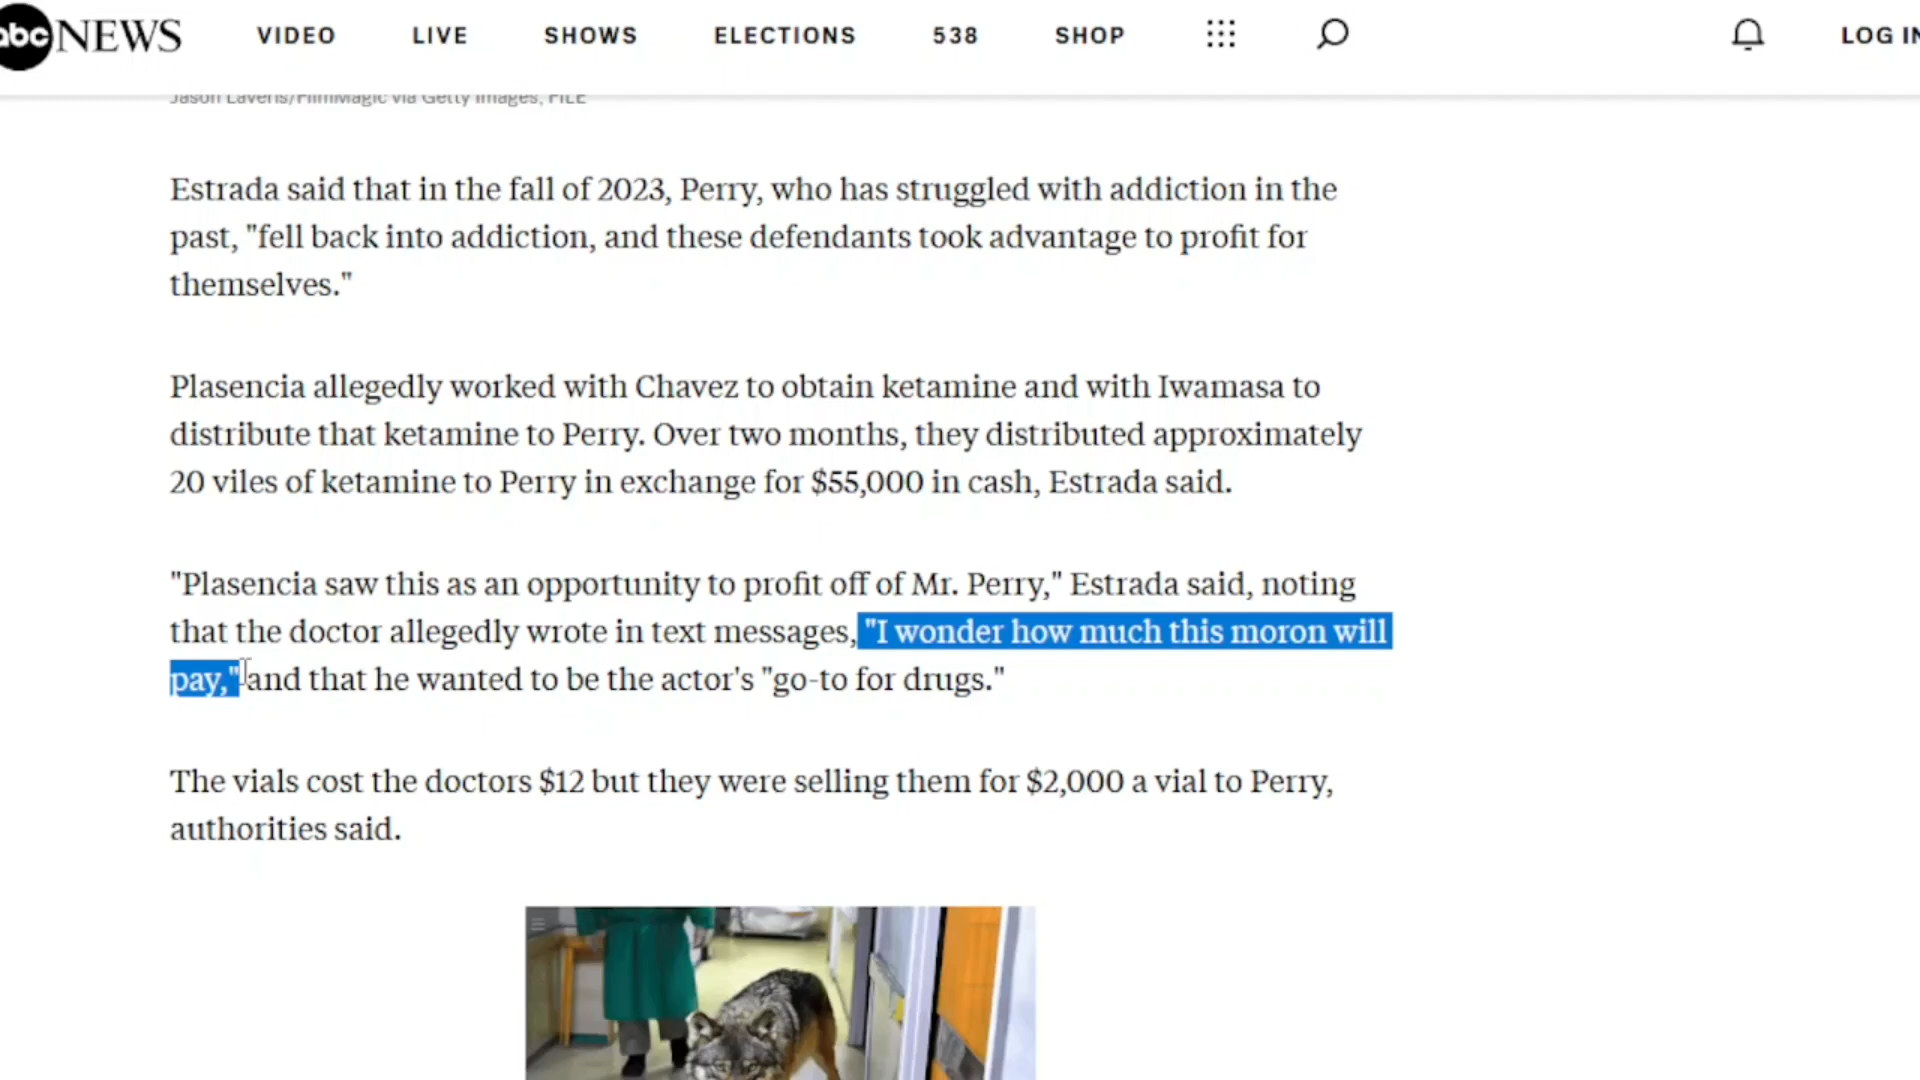 abc NEWS VIDEO LIVE SHOWS ELECTIONS 538 SHOP LOG IN
Jason Laveris/FilmMagic via Getty Images, FILE
Estrada said that in the fall of 2023, Perry, who has struggled with addiction in the
past, "fell back into addiction, and these defendants took advantage to profit for
themselves."
Plasencia allegedly worked with Chavez to obtain ketamine and with Iwamasa to
distribute that ketamine to Perry. Over two months, they distributed approximately
20 viles of ketamine to Perry in exchange for $55,000 in cash, Estrada said.
"Plasencia saw this as an opportunity to profit off of Mr. Perry," Estrada said, noting
that the doctor allegedly wrote in text messages, "I wonder how much this moron will
pay," and that he wanted to be the actor's "go-to for drugs."
The vials cost the doctors $12 but they were selling them for $2,000 a vial to Perry,
authorities said.